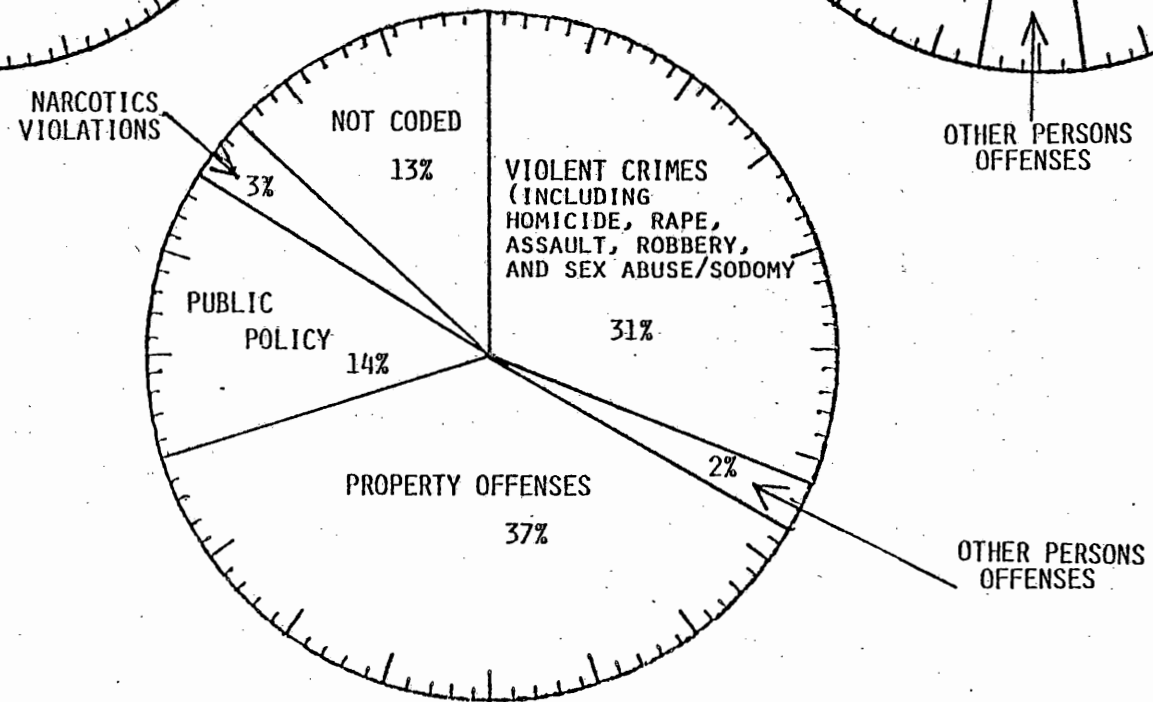 NARCOTICS
VIOLATIONS
3%
NOT CODED
13%
VIOLENT CRIMES
(INCLUDING
HOMICIDE, RAPE,
ASSAULT, ROBBERY,
AND SEX ABUSE/SODOMY
31%
OTHER PERSONS
OFFENSES
PUBLIC
POLICY
14%
PROPERTY OFFENSES
37%
2%
OTHER PERSONS
OFFENSES